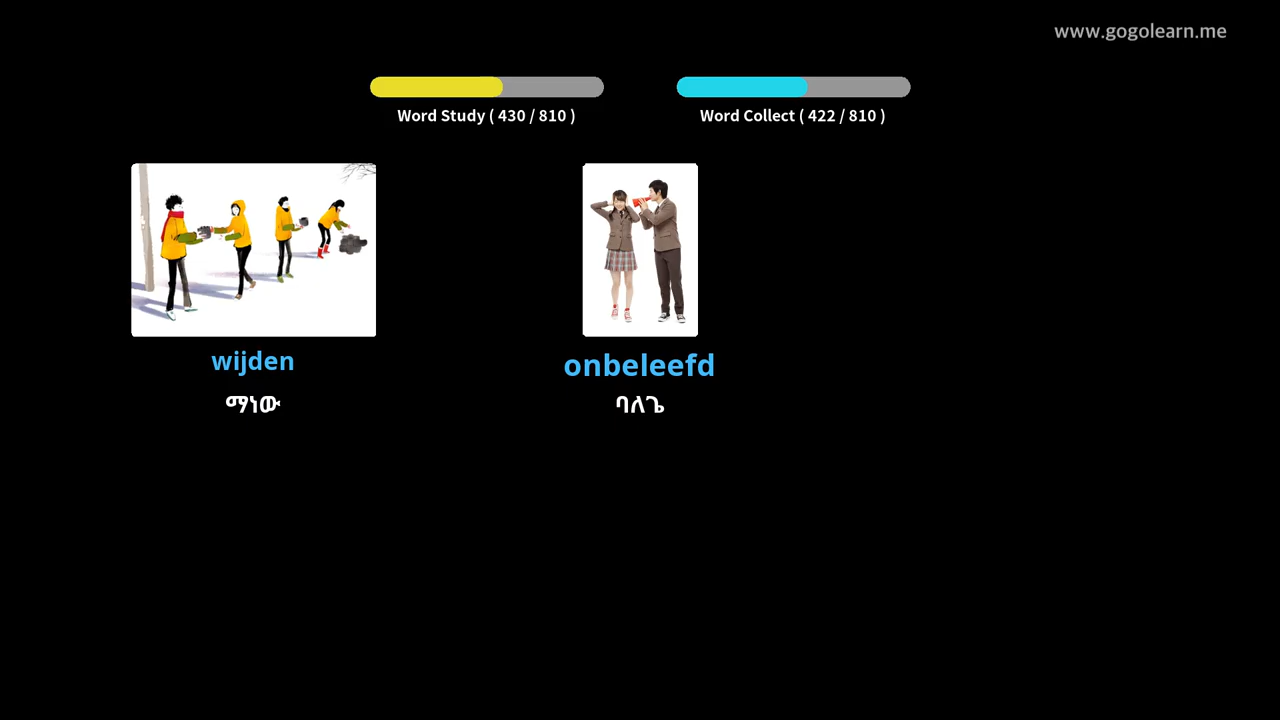 www.gogolearn.me
Word Study ( 430 / 810 )
Word Collect ( 422 / 810 )
wijden
onbeleefd
ማነው
ባለጌ